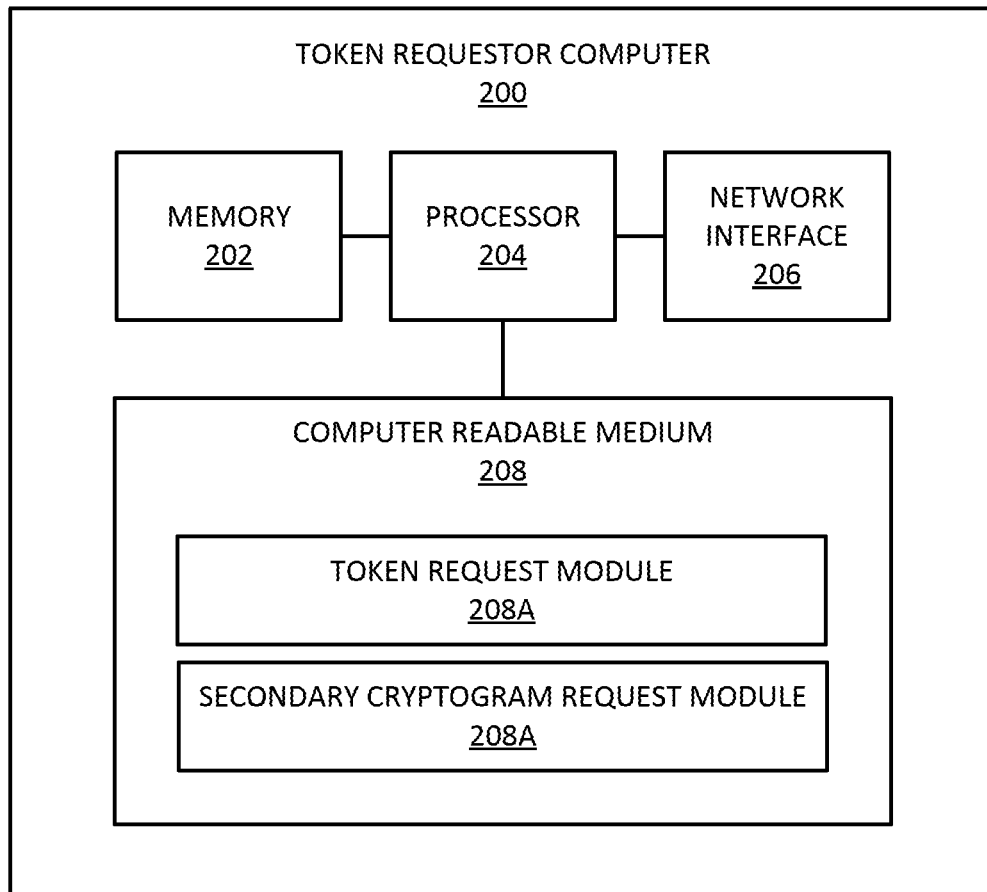 TOKEN REQUESTOR COMPUTER
200
MEMORY
202
PROCESSOR
204
NETWORK
INTERFACE
206
COMPUTER READABLE MEDIUM
208
TOKEN REQUEST MODULE
208A
SECONDARY CRYPTOGRAM REQUEST MODULE
208A